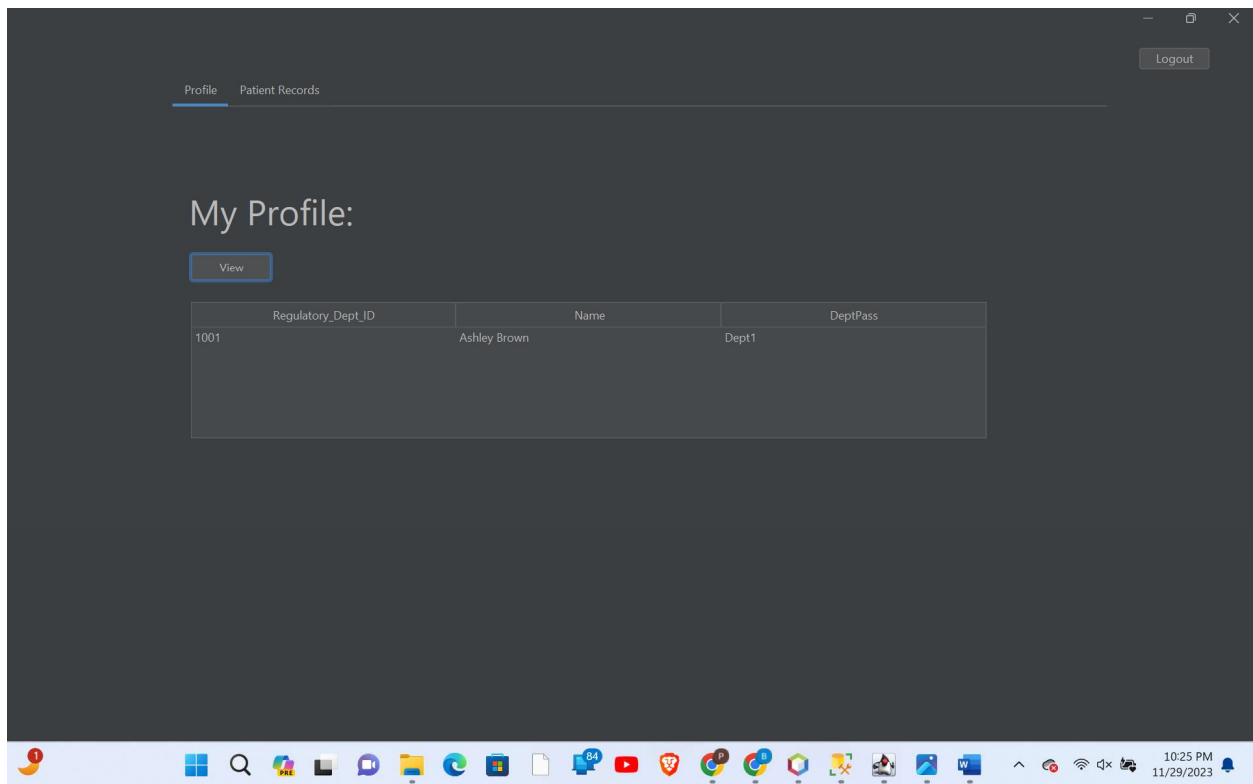 Logout
Profile Patient Records
My Profile:
View
Regulatory_Dept_ID Name DeptPass
1001 Ashley Brown Dept1
1 PRE 84 P B W 10:25 PM
11/29/2023